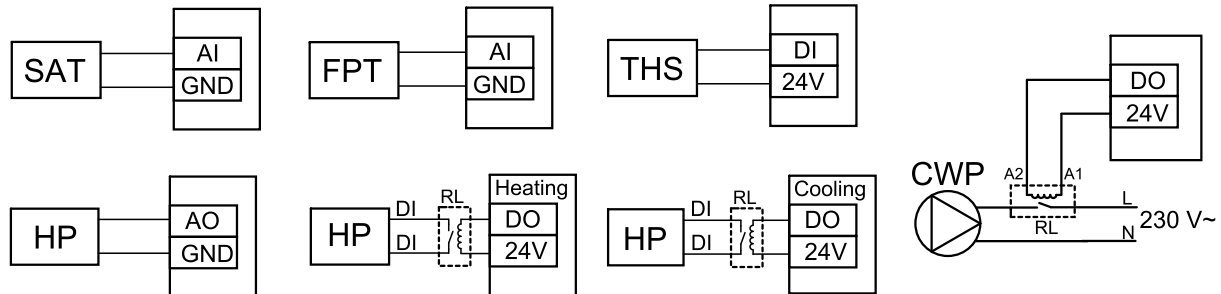 SAT
AI
GND
FPT
AI
GND
THS
DI
24V
DO
24V
CWP
A2
A1
RL
L
N
230 V~
HP
AO
GND
HP
DI
DI
RL
Heating
DO
24V
HP
DI
DI
RL
Cooling
DO
24V